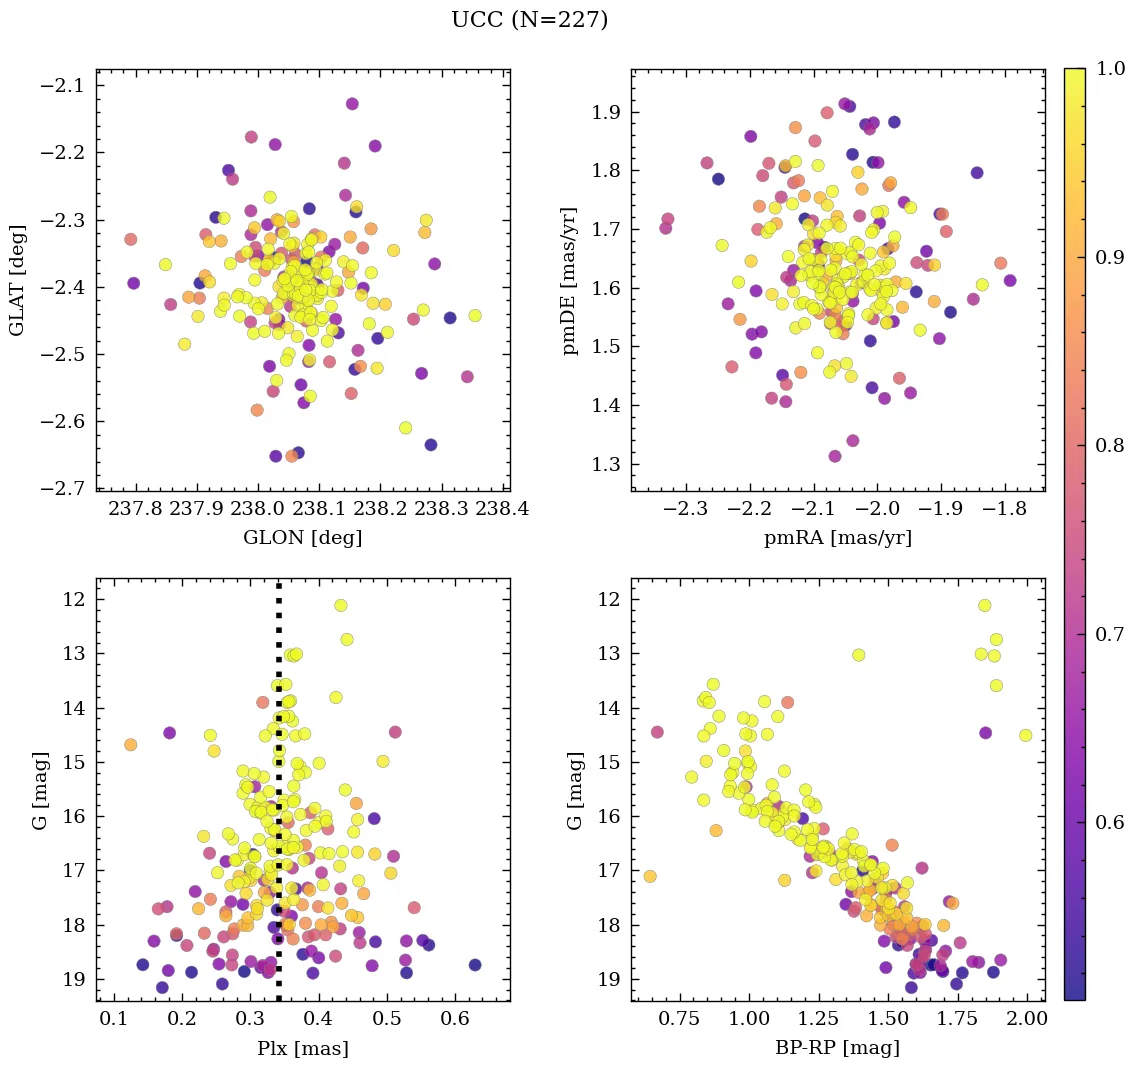 UCC (N=227)
−2.1
−2.2
−2.3
−2.4
−2.5
−2.6
−2.7
GLAT [deg]
237.8 237.9 238.0 238.1 238.2 238.3 238.4
GLON [deg]
1.9
1.8
1.7
1.6
1.5
1.4
1.3
pmDE [mas/yr]
−2.3 −2.2 −2.1 −2.0 −1.9 −1.8
pmRA [mas/yr]
12
13
14
15
16
17
18
19
G [mag]
0.1 0.2 0.3 0.4 0.5 0.6
Plx [mas]
12
13
14
15
16
17
18
19
G [mag]
0.75 1.00 1.25 1.50 1.75 2.00
BP-RP [mag]
1.0
0.9
0.8
0.7
0.6